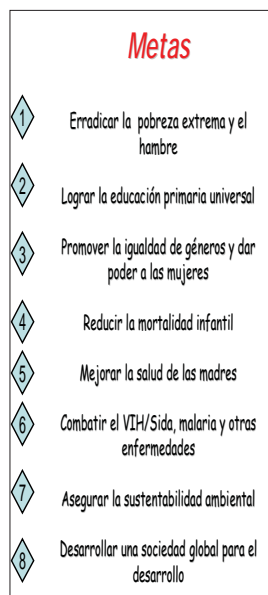 Metas
1 Erradicar la pobreza extrema y el
hambre
2 Lograr la educación primaria universal
3 Promover la igualdad de géneros y dar
poder a las mujeres
4 Reducir la mortalidad infantil
5 Mejorar la salud de las madres
6 Combatir el VIH/Sida, malaria y otras
enfermedades
7 Asegurar la sustentabilidad ambiental
8 Desarrollar una sociedad global para el
desarrollo